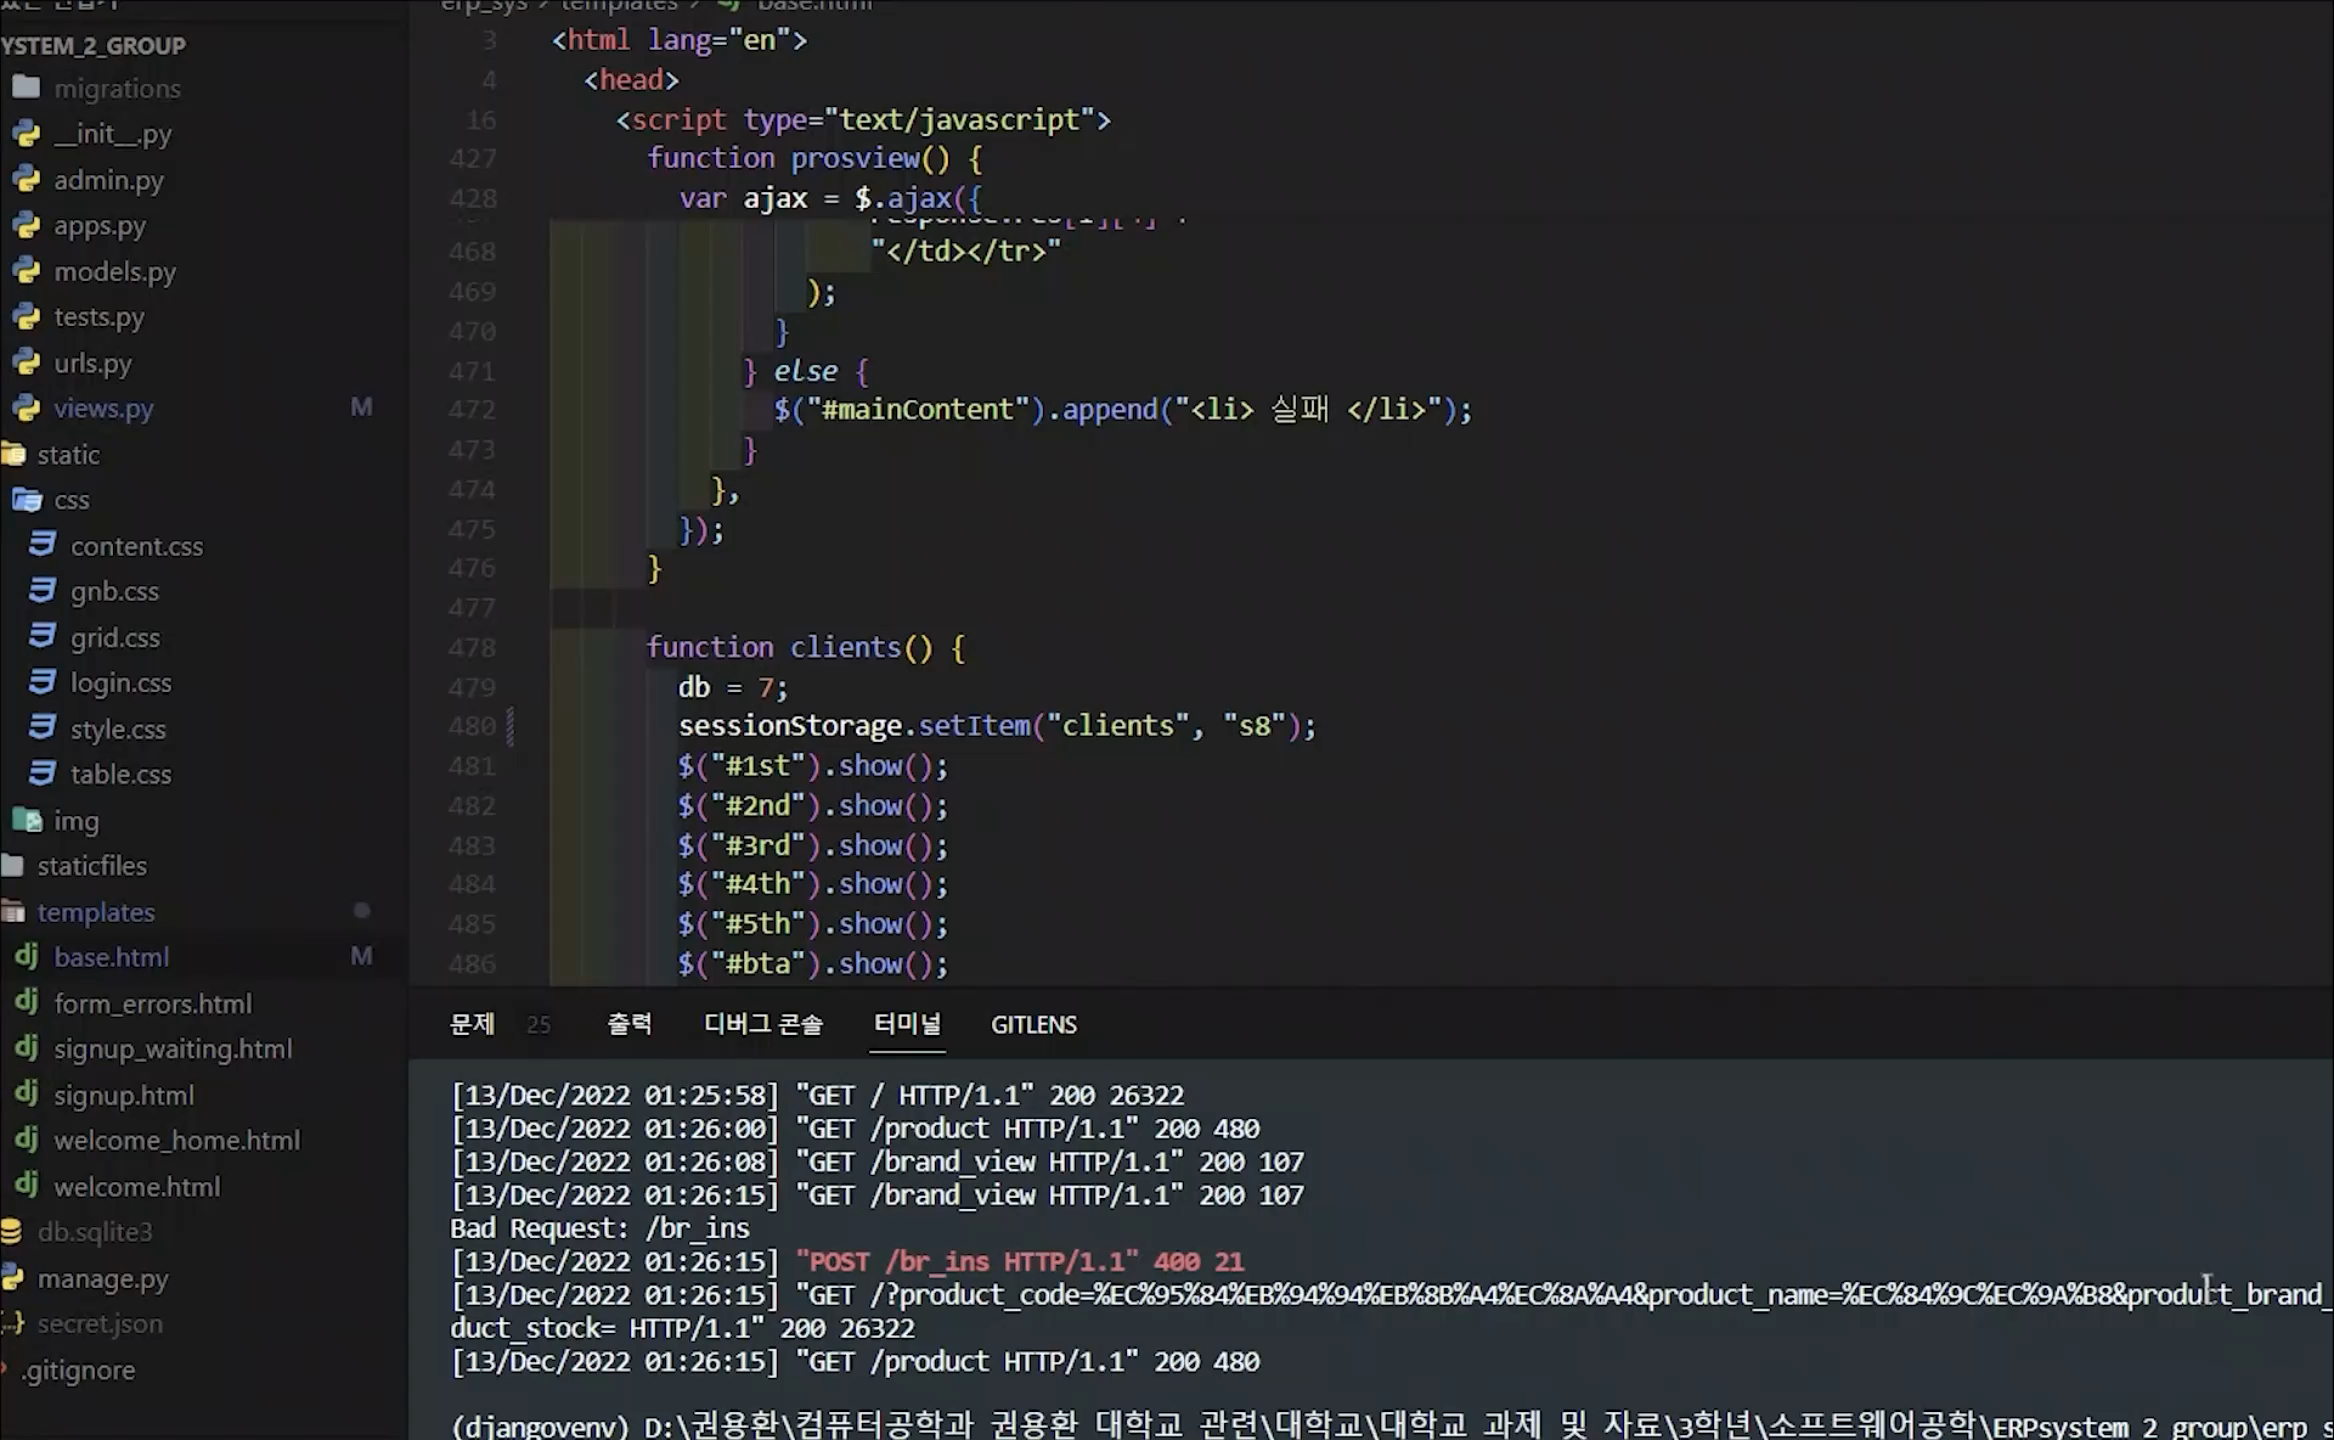 erp_sys > templates > base.html
YSTEM_2_GROUP
migrations
__init__.py
admin.py
apps.py
models.py
tests.py
urls.py
views.py M
static
css
content.css
gnb.css
grid.css
login.css
style.css
table.css
img
staticfiles
templates
base.html M
form_errors.html
signup_waiting.html
signup.html
welcome_home.html
welcome.html
db.sqlite3
manage.py
secret.json
.gitignore
3 <html lang="en">
4 <head>
16 <script type="text/javascript">
427 function prosview() {
428 var ajax = $.ajax({
468 "</td></tr>"
469 );
470 }
471 } else {
472 $("#mainContent").append("<li> 실패 </li>");
473 }
474 },
475 });
476 }
477
478 function clients() {
479 db = 7;
480 sessionStorage.setItem("clients", "s8");
481 $("#1st").show();
482 $("#2nd").show();
483 $("#3rd").show();
484 $("#4th").show();
485 $("#5th").show();
486 $("#bta").show();
문제 25 출력 디버그 콘솔 터미널 GITLENS
[13/Dec/2022 01:25:58] "GET / HTTP/1.1" 200 26322
[13/Dec/2022 01:26:00] "GET /product HTTP/1.1" 200 480
[13/Dec/2022 01:26:08] "GET /brand_view HTTP/1.1" 200 107
[13/Dec/2022 01:26:15] "GET /brand_view HTTP/1.1" 200 107
Bad Request: /br_ins
[13/Dec/2022 01:26:15] "POST /br_ins HTTP/1.1" 400 21
[13/Dec/2022 01:26:15] "GET /?product_code=%EC%95%84%EB%94%94%EB%8B%A4%EC%8A%A4&product_name=%EC%84%9C%EC%9A%B8&product_brand_
duct_stock= HTTP/1.1" 200 26322
[13/Dec/2022 01:26:15] "GET /product HTTP/1.1" 200 480
(djangovenv) D:\권용환\컴퓨터공학과 권용환 대학교 관련\대학교\대학교 과제 및 자료\3학년\소프트웨어공학\ERPsystem_2_group\erp_s